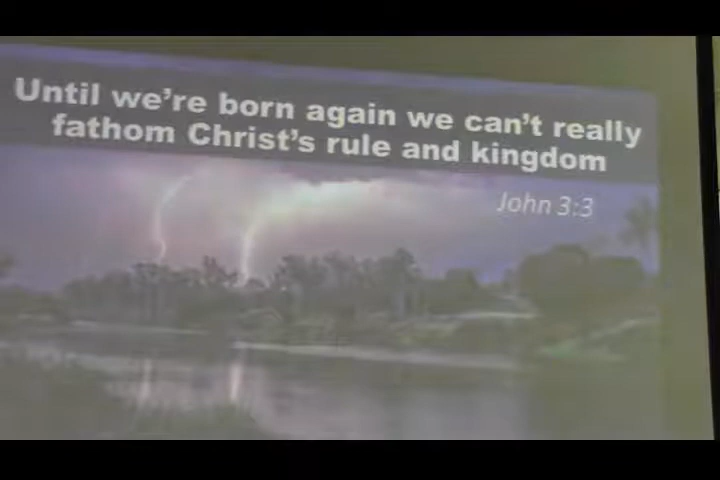 Until we're born again we can't really
fathom Christ's rule and kingdom
John 3:3